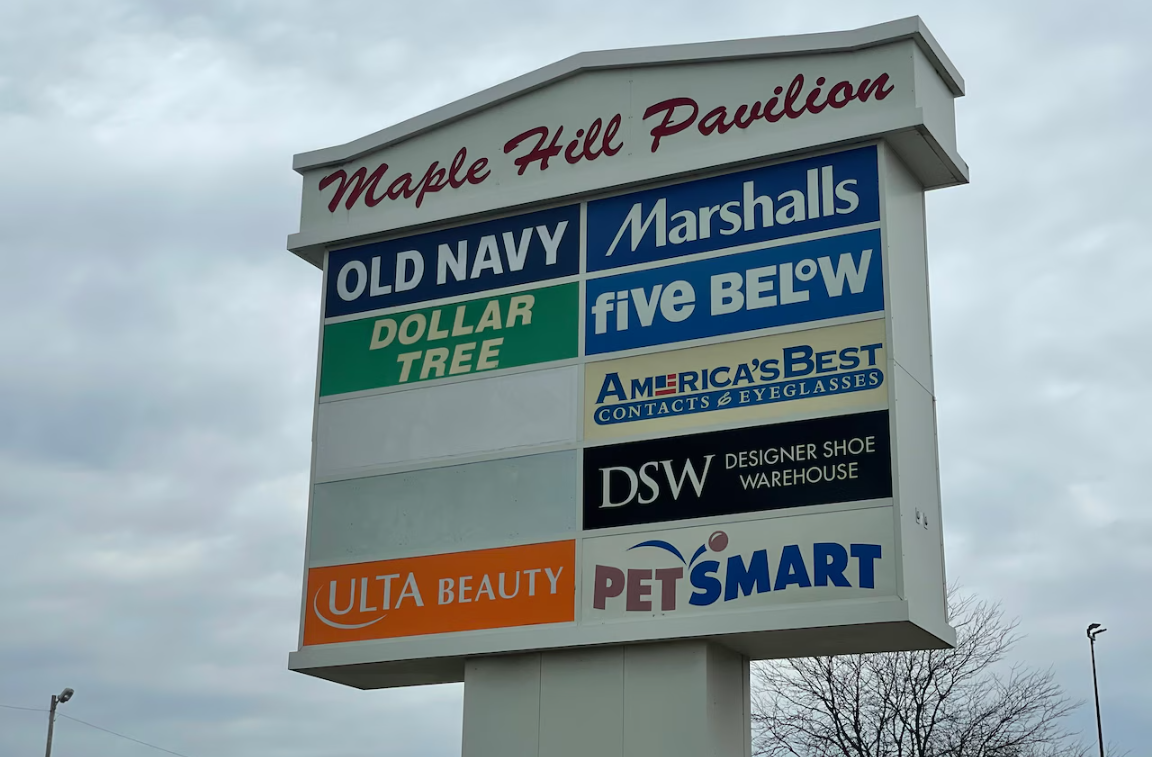 Maple Hill Pavilion
OLD NAVY
Marshalls
DOLLAR
TREE
five BELOW
AMERICA'S BEST
CONTACTS & EYEGLASSES
DSW DESIGNER SHOE
WAREHOUSE
ULTA BEAUTY
PETSMART